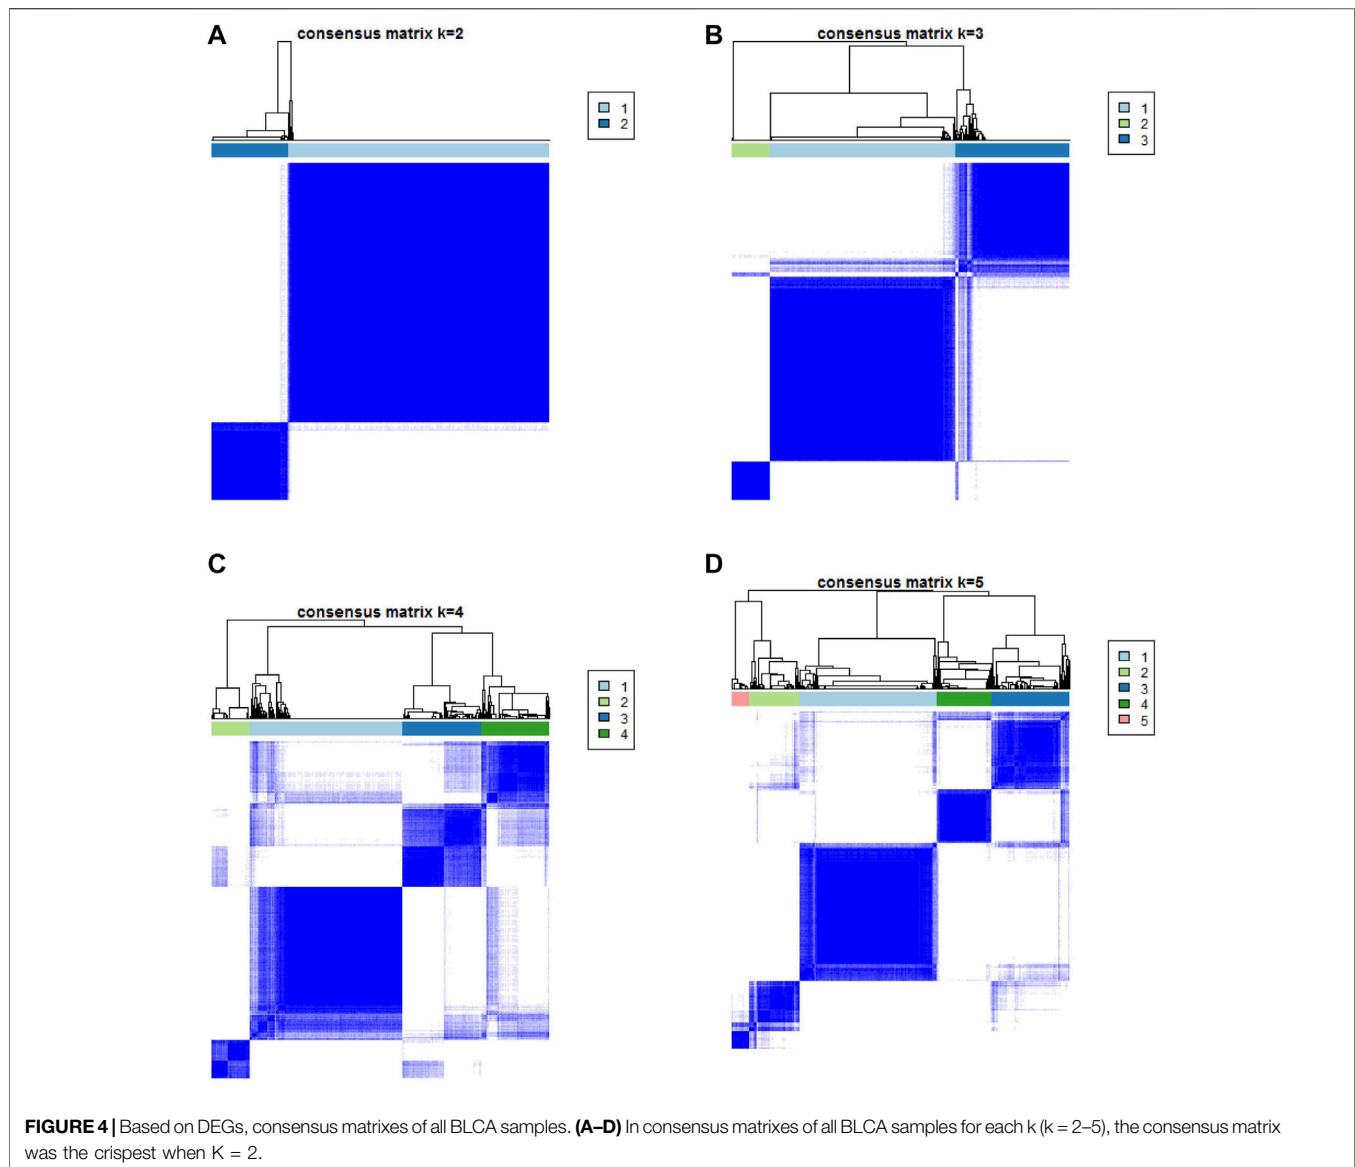 A
consensus matrix k=2
1
2
B
consensus matrix k=3
1
2
3
C
consensus matrix k=4
1
2
3
4
D
consensus matrix k=5
1
2
3
4
5
FIGURE 4 | Based on DEGs, consensus matrixes of all BLCA samples. (A–D) In consensus matrixes of all BLCA samples for each k (k = 2–5), the consensus matrix
was the crispest when K = 2.